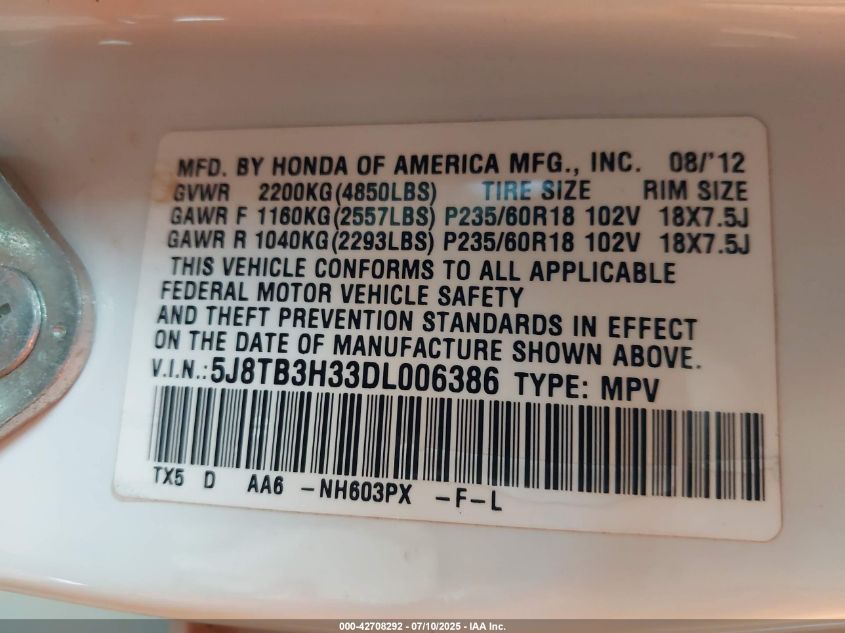 MFD. BY HONDA OF AMERICA MFG., INC. 08/'12
GVWR 2200KG(4850LBS) TIRE SIZE RIM SIZE
GAWR F 1160KG(2557LBS) P235/60R18 102V 18X7.5J
GAWR R 1040KG(2293LBS) P235/60R18 102V 18X7.5J
THIS VEHICLE CONFORMS TO ALL APPLICABLE
FEDERAL MOTOR VEHICLE SAFETY
AND THEFT PREVENTION STANDARDS IN EFFECT
ON THE DATE OF MANUFACTURE SHOWN ABOVE.
V.I.N.: 5J8TB3H33DL006386 TYPE: MPV
TX5 D AA6 -NH603PX -F-L
000-42708292 - 07/10/2025 - IAA Inc.